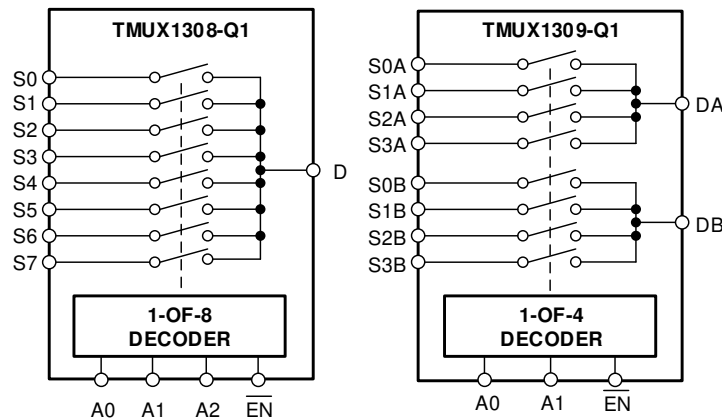 TMUX1308-Q1
S0
S1
S2
S3
S4
S5
S6
S7
D
1-OF-8
DECODER
A0 A1 A2 EN
TMUX1309-Q1
S0A
S1A
S2A
S3A
DA
S0B
S1B
S2B
S3B
DB
1-OF-4
DECODER
A0 A1 EN